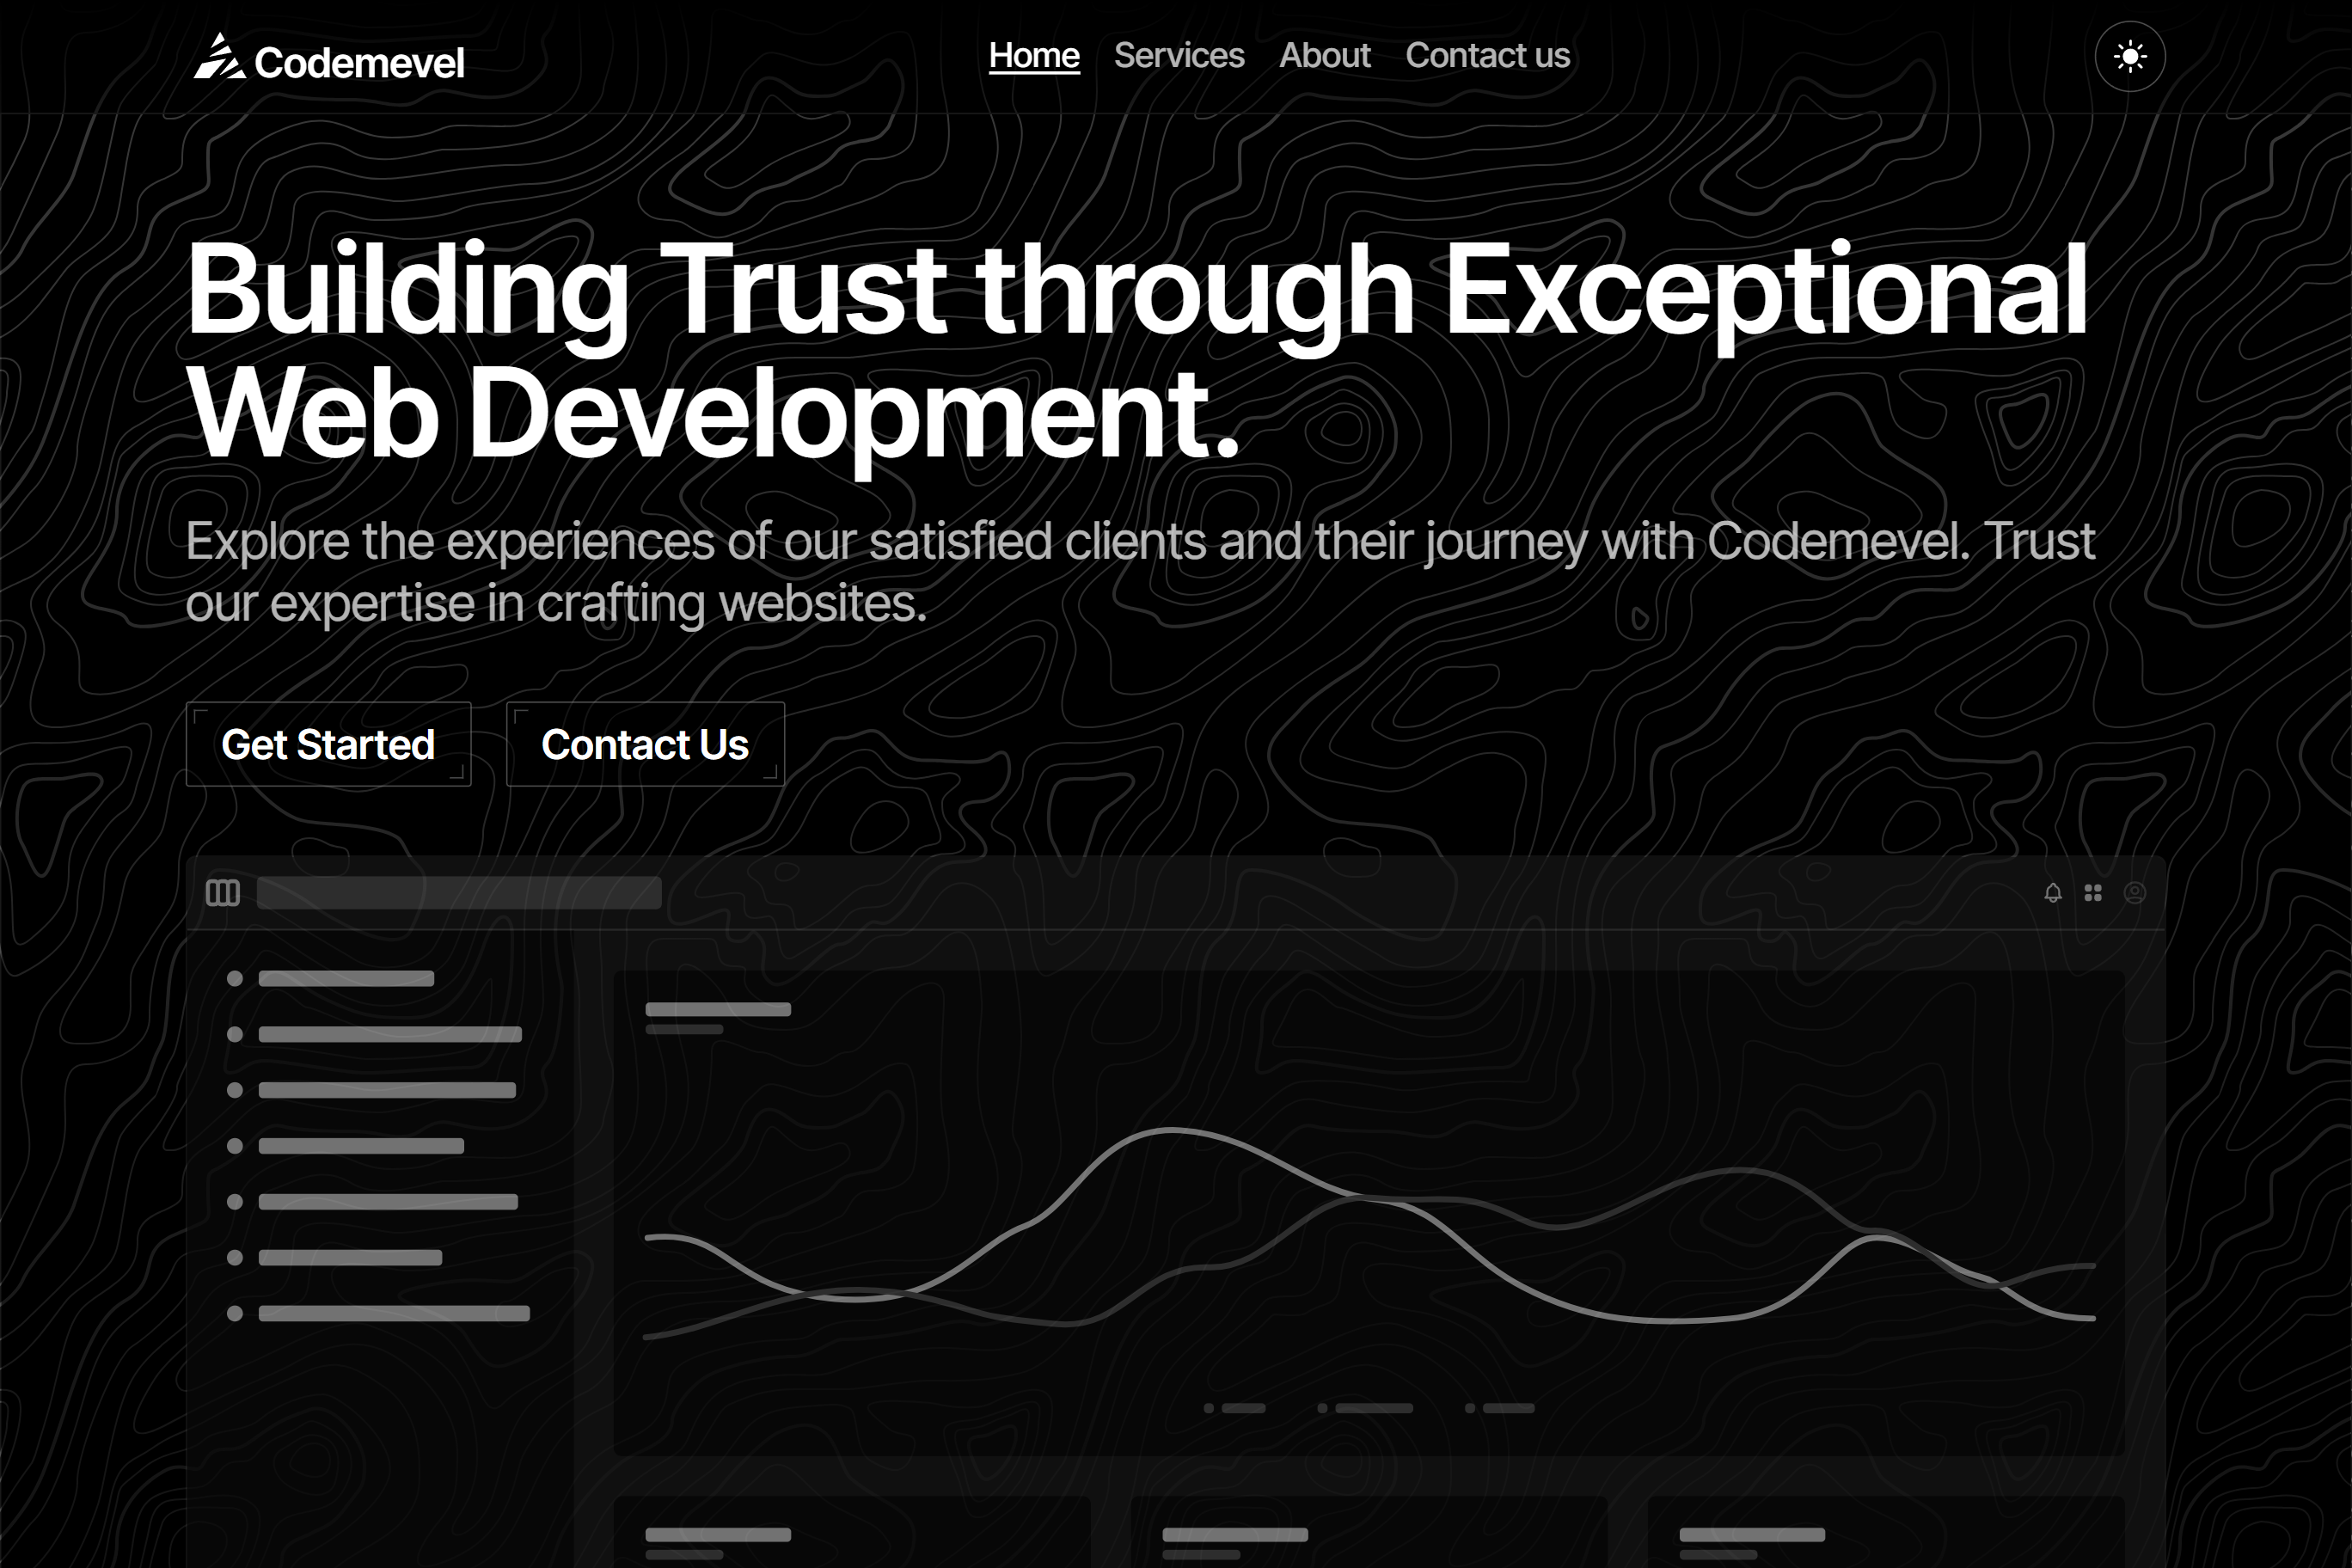 Codemevel
Home Services About Contact us
Building Trust through Exceptional
Web Development.
Explore the experiences of our satisfied clients and their journey with Codemevel. Trust
our expertise in crafting websites.
Get Started Contact Us